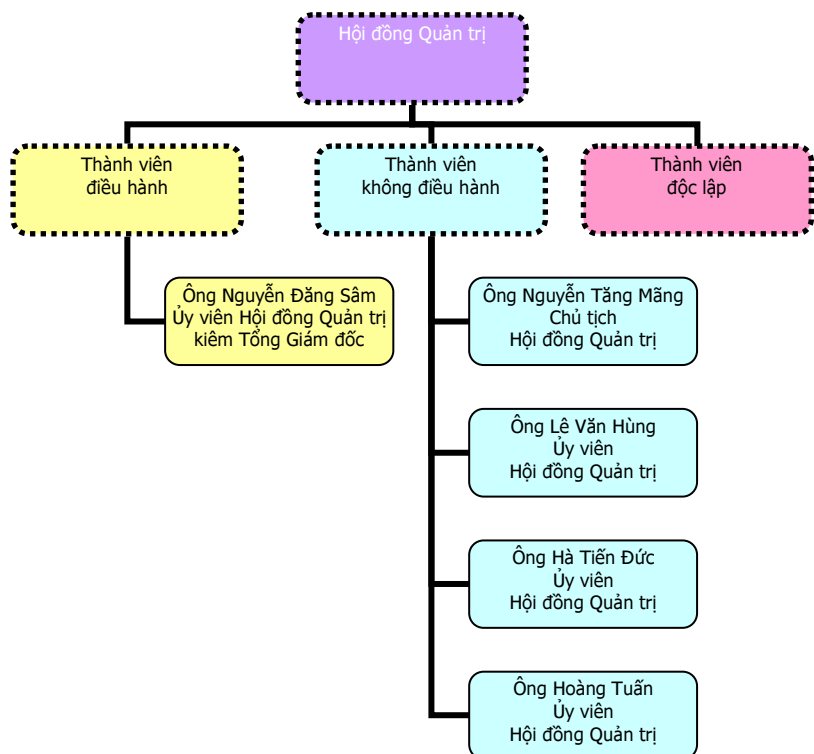 Hội đồng Quản trị
Thành viên
điều hành
Thành viên
không điều hành
Thành viên
độc lập
Ông Nguyễn Đăng Sâm
Ủy viên Hội đồng Quản trị
kiêm Tổng Giám đốc
Ông Nguyễn Tăng Mãng
Chủ tịch
Hội đồng Quản trị
Ông Lê Văn Hùng
Ủy viên
Hội đồng Quản trị
Ông Hà Tiến Đức
Ủy viên
Hội đồng Quản trị
Ông Hoàng Tuấn
Ủy viên
Hội đồng Quản trị